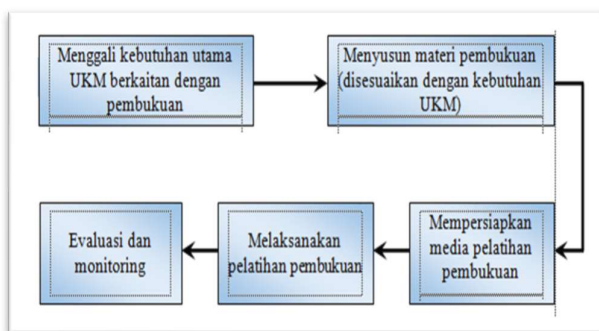 Menggali kebutuhan utama
UKM berkaitan dengan
pembukuan
Menyusun materi pembukuan
(disesuaikan dengan kebutuhan
UKM)
Mempersiapkan
media pelatihan
pembukuan
Melaksanakan
pelatihan pembukuan
Evaluasi dan
monitoring